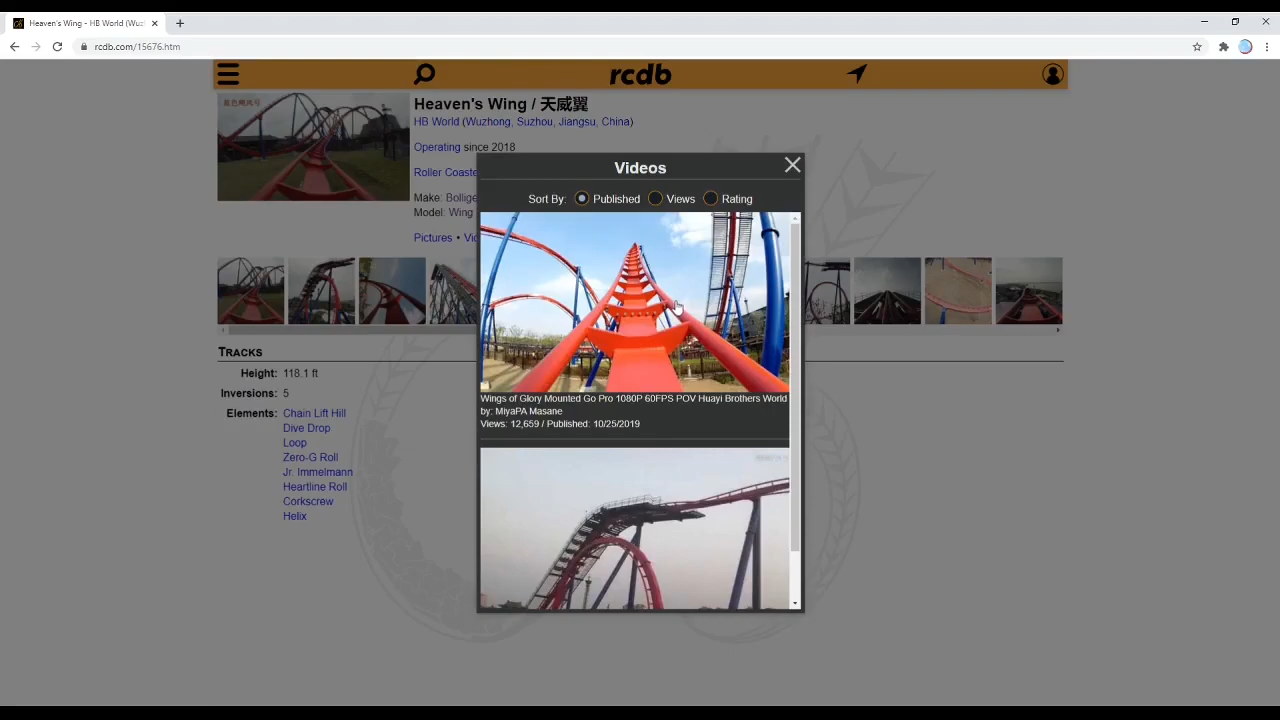 Heaven's Wing - HB World (Wuz
rcdb.com/15676.htm
rcdb
Heaven's Wing / 天威翼
HB World (Wuzhong, Suzhou, Jiangsu, China)
Operating since 2018
Roller Coaste
Make: Bollige
Model: Wing
Pictures • Vid
Videos
Sort By: Published Views Rating
Wings of Glory Mounted Go Pro 1080P 60FPS POV Huayi Brothers World
by: MiyaPA Masane
Views: 12,659 / Published: 10/25/2019
TRACKS
Height: 118.1 ft
Inversions: 5
Elements: Chain Lift Hill
Dive Drop
Loop
Zero-G Roll
Jr. Immelmann
Heartline Roll
Corkscrew
Helix